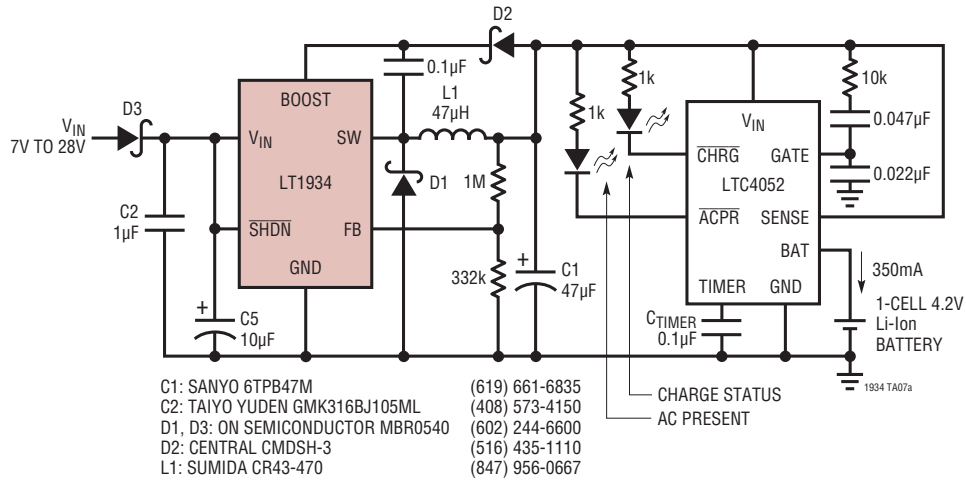 D2
0.1µF
1k
1k
10k
BOOST
L1
47µH
D3
VIN
7V TO 28V
VIN
SW
VIN
0.047µF
CHRG
GATE
LT1934
D1
1M
LTC4052
0.022µF
C2
1µF
ACPR
SENSE
SHDN
FB
BAT
GND
332k
C1
47µF
350mA
TIMER
GND
C5
10µF
CTIMER
0.1µF
1-CELL 4.2V
Li-Ion
BATTERY
1934 TA07a
C1: SANYO 6TPB47M (619) 661-6835
C2: TAIYO YUDEN GMK316BJ105ML (408) 573-4150
D1, D3: ON SEMICONDUCTOR MBR0540 (602) 244-6600
D2: CENTRAL CMDSH-3 (516) 435-1110
L1: SUMIDA CR43-470 (847) 956-0667
CHARGE STATUS
AC PRESENT